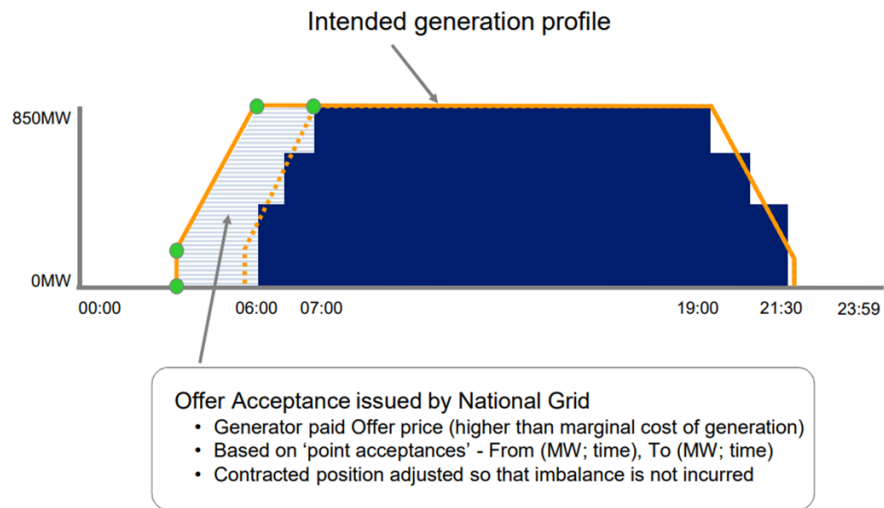 Intended generation profile
850MW
0MW
00:00 06:00 07:00 19:00 21:30 23:59
Offer Acceptance issued by National Grid
• Generator paid Offer price (higher than marginal cost of generation)
• Based on ‘point acceptances’ - From (MW; time), To (MW; time)
• Contracted position adjusted so that imbalance is not incurred